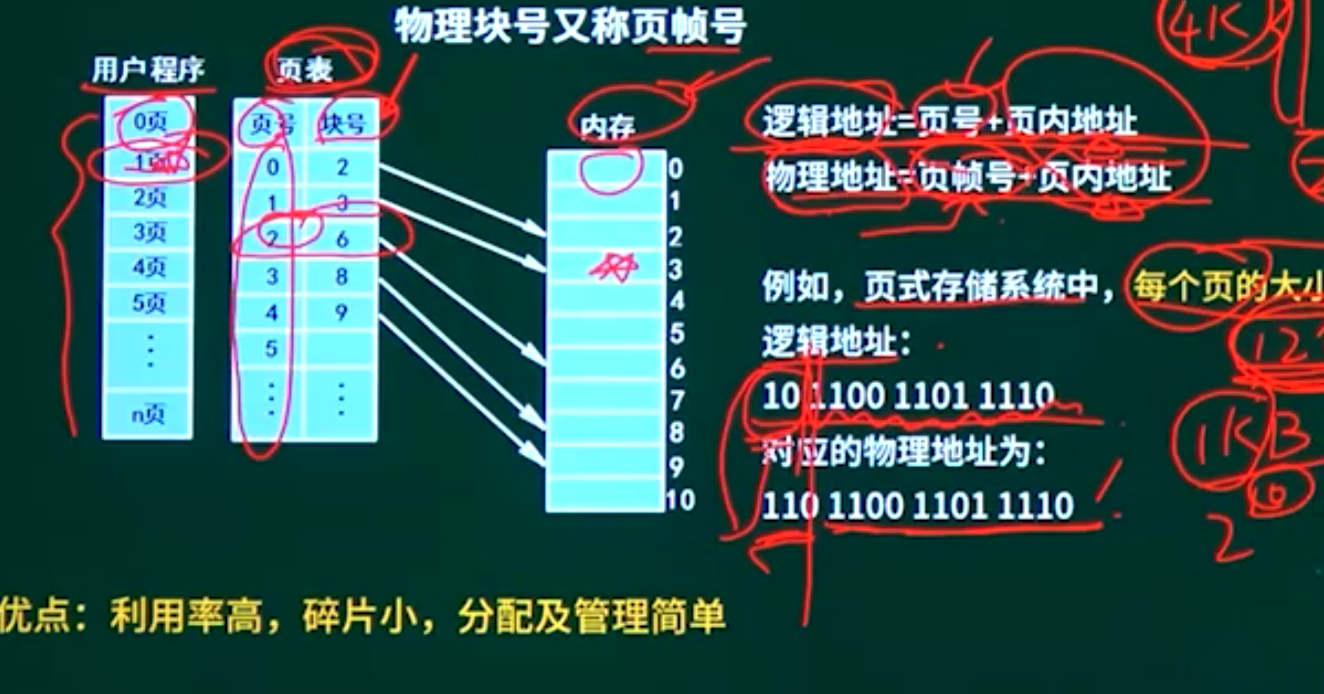 物理块号又称页帧号
4K
用户程序
页表
内存
0页
1页
2页
3页
4页
5页
⋮
n页
页号 块号
0 2
1 3
2 6
3 8
4 9
5
⋮ ⋮
0
1
2
3
4
5
6
7
8
9
10
逻辑地址=页号+页内地址
物理地址=页帧号+页内地址
例如，页式存储系统中，每个页的大小
逻辑地址：
10 1100 1101 1110
对应的物理地址为：
110 1100 1101 1110
12
1KB
10
2
优点：利用率高，碎片小，分配及管理简单